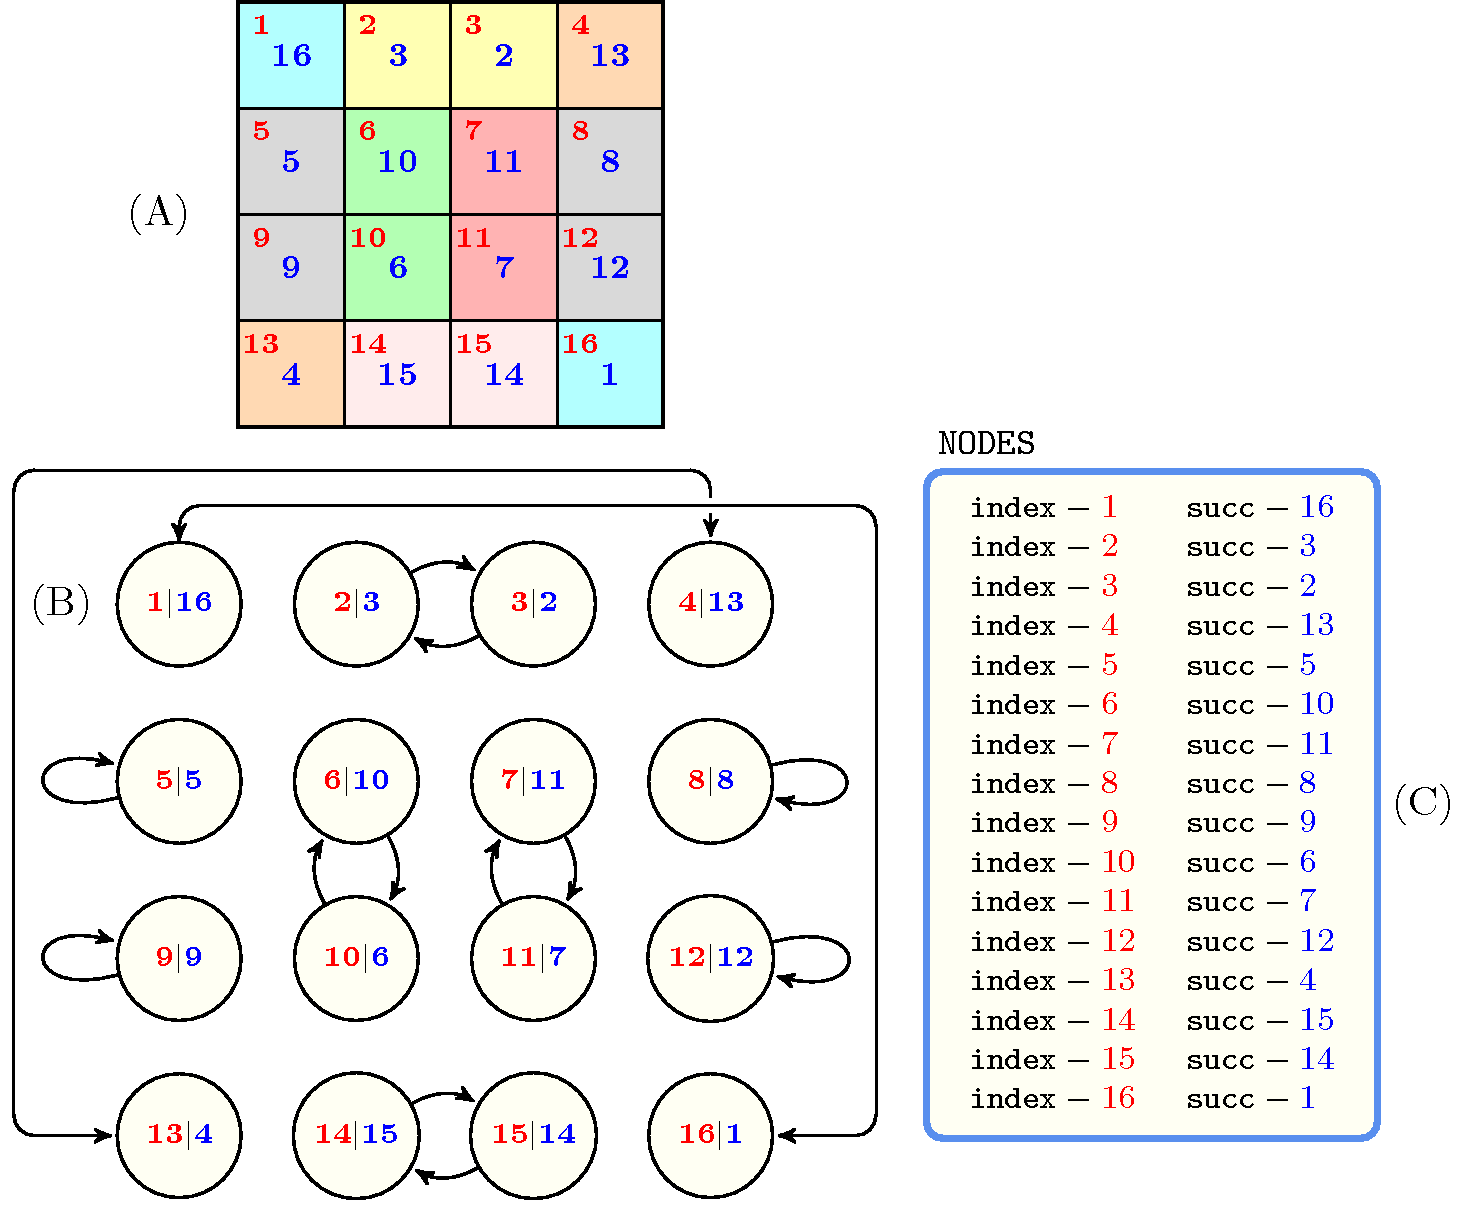 1 2 3 4
16 3 2 13
5 6 7 8
5 10 11 8
(A)
9 10 11 12
9 6 7 12
13 14 15 16
4 15 14 1
NODES
(B)
1|16 2|3 3|2 4|13
5|5 6|10 7|11 8|8
9|9 10|6 11|7 12|12
13|4 14|15 15|14 16|1
index – 1 succ – 16
index – 2 succ – 3
index – 3 succ – 2
index – 4 succ – 13
index – 5 succ – 5
index – 6 succ – 10
index – 7 succ – 11
index – 8 succ – 8
index – 9 succ – 9
index – 10 succ – 6
index – 11 succ – 7
index – 12 succ – 12
index – 13 succ – 4
index – 14 succ – 15
index – 15 succ – 14
index – 16 succ – 1
(C)